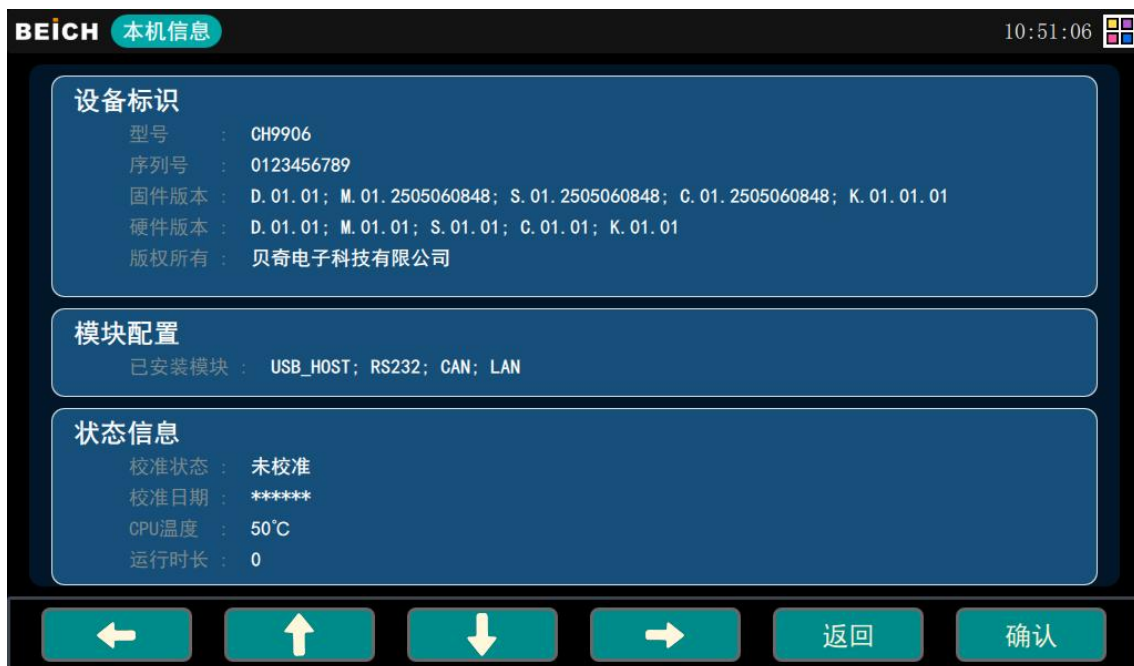 BEICH 本机信息 10:51:06
设备标识
型号 : CH9906
序列号 : 0123456789
固件版本 : D.01.01; M.01.2505060848; S.01.2505060848; C.01.2505060848; K.01.01.01
硬件版本 : D.01.01; M.01.01; S.01.01; C.01.01; K.01.01
版权所有 : 贝奇电子科技有限公司
模块配置
已安装模块 : USB_HOST; RS232; CAN; LAN
状态信息
校准状态 : 未校准
校准日期 : ******
CPU温度 : 50℃
运行时长 : 0
返回 确认